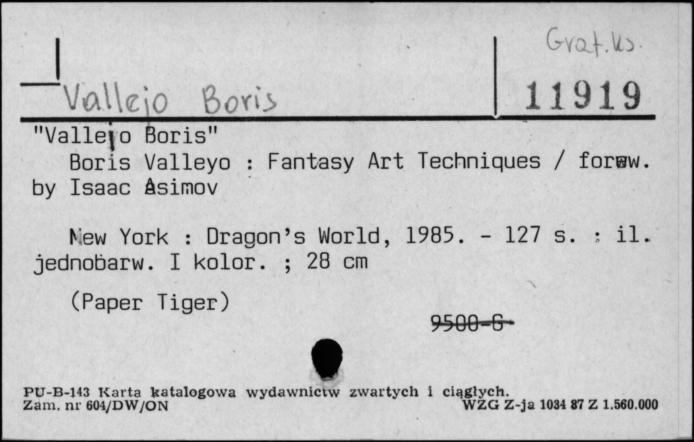 Graf.ks.
Vallejo Boris
11919
"Vallejo Boris"
Boris Valleyo : Fantasy Art Techniques / forew.
by Isaac Asimov
New York : Dragon's World, 1985. - 127 s. : il.
jednobarw. I kolor. ; 28 cm
(Paper Tiger)
9500-G
PU-B-143 Karta katalogowa wydawnictw zwartych i ciągłych.
Zam. nr 604/DW/ON WZG Z-ja 1034 87 Z 1.560.000